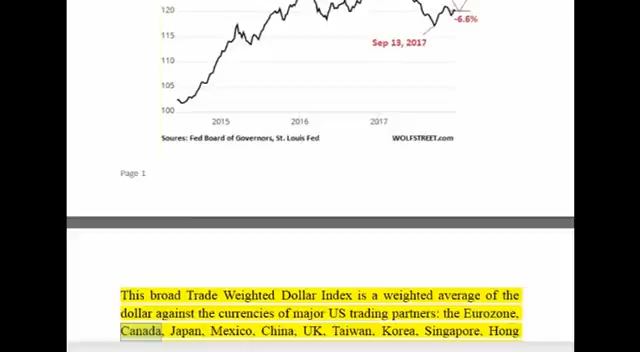 120
-6.6%
115
Sep 13, 2017
110
105
100
2015 2016 2017
Soures: Fed Board of Governors, St. Louis Fed WOLFSTREET.com
Page 1
This broad Trade Weighted Dollar Index is a weighted average of the
dollar against the currencies of major US trading partners: the Eurozone,
Canada, Japan, Mexico, China, UK, Taiwan, Korea, Singapore, Hong